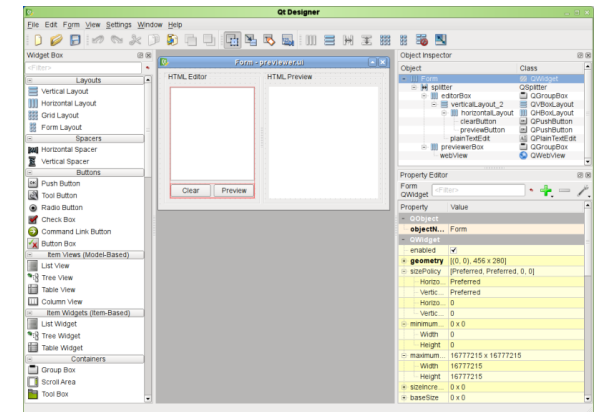 Qt Designer
File Edit Form View Settings Window Help
Widget Box
<Filter>
Layouts
Vertical Layout
Horizontal Layout
Grid Layout
Form Layout
Spacers
Horizontal Spacer
Vertical Spacer
Buttons
Push Button
Tool Button
Radio Button
Check Box
Command Link Button
Button Box
Item Views (Model-Based)
List View
Tree View
Table View
Column View
Item Widgets (Item-Based)
List Widget
Tree Widget
Table Widget
Containers
Group Box
Scroll Area
Tool Box
Form - previewer.ui
HTML Editor HTML Preview
Clear Preview
Object Inspector
Object Class
Form QWidget
splitter QSplitter
editorBox QGroupBox
verticalLayout_2 QVBoxLayout
horizontalLayout QHBoxLayout
clearButton QPushButton
previewButton QPushButton
plainTextEdit QPlainTextEdit
previewerBox QGroupBox
webView QWebView
Property Editor
Form
QWidget
<Filter>
Property Value
QObject
objectN... Form
QWidget
enabled
geometry [(0, 0), 456 x 280]
sizePolicy [Preferred, Preferred, 0, 0]
Horizo... Preferred
Vertic... Preferred
Horizo... 0
Vertic... 0
minimum... 0 x 0
Width 0
Height 0
maximum... 16777215 x 16777215
Width 16777215
Height 16777215
sizeIncre... 0 x 0
baseSize 0 x 0